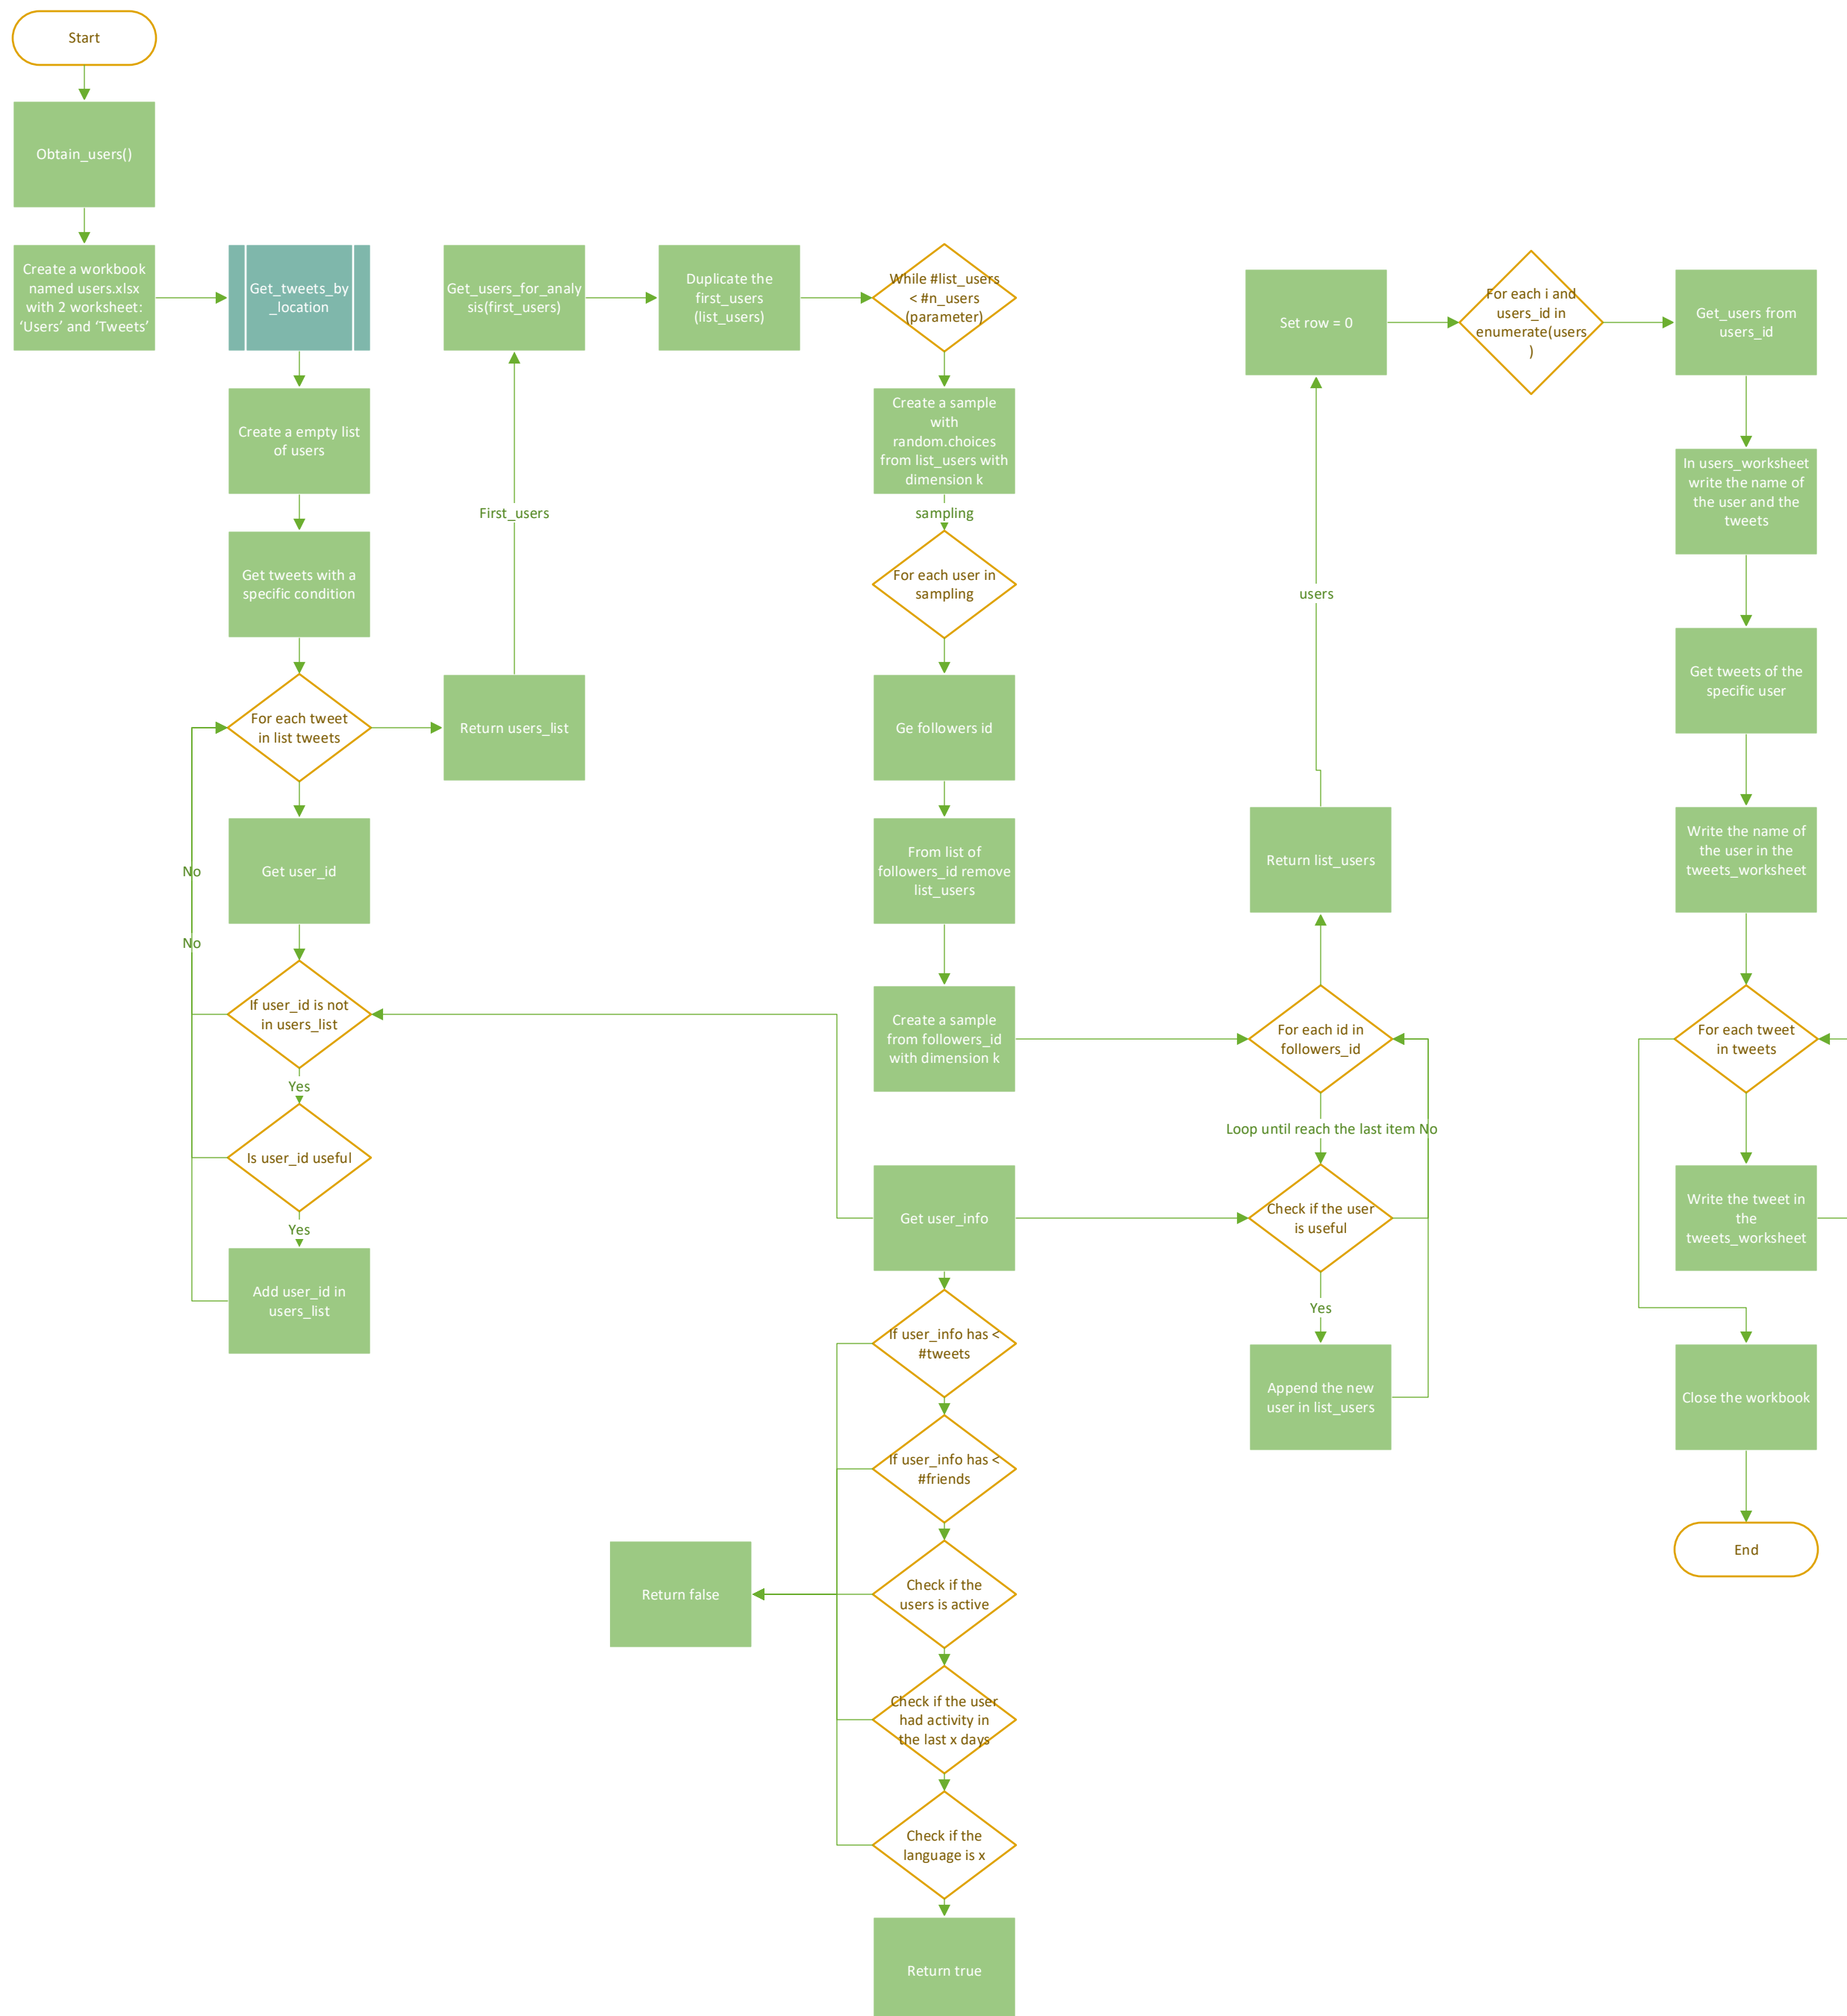 Start
Obtain_users()
Create a workbook
named users.xlsx
with 2 worksheet:
‘Users’ and ‘Tweets’
Get_tweets_by
_location
Create a empty list
of users
Get tweets with a
specific condition
For each tweet
in list tweets
Return users_list
First_users
Get_users_for_analy
sis(first_users)
Duplicate the
first_users
(list_users)
No
Get user_id
No
If user_id is not
in users_list
Yes
Is user_id useful
Yes
Add user_id in
users_list
While #list_users
< #n_users
(parameter)
Create a sample
with
random.choices
from list_users with
dimension k
sampling
For each user in
sampling
Ge followers id
From list of
followers_id remove
list_users
Create a sample
from followers_id
with dimension k
Get user_info
If user_info has <
#tweets
If user_info has <
#friends
Check if the
users is active
Return false
Check if the user
had activity in
the last x days
Check if the
language is x
Return true
For each id in
followers_id
Loop until reach the last item No
Check if the user
is useful
Yes
Append the new
user in list_users
Return list_users
users
Set row = 0
For each i and
users_id in
enumerate(users
)
Get_users from
users_id
In users_worksheet
write the name of
the user and the
tweets
Get tweets of the
specific user
Write the name of
the user in the
tweets_worksheet
For each tweet
in tweets
Write the tweet in
the
tweets_worksheet
Close the workbook
End